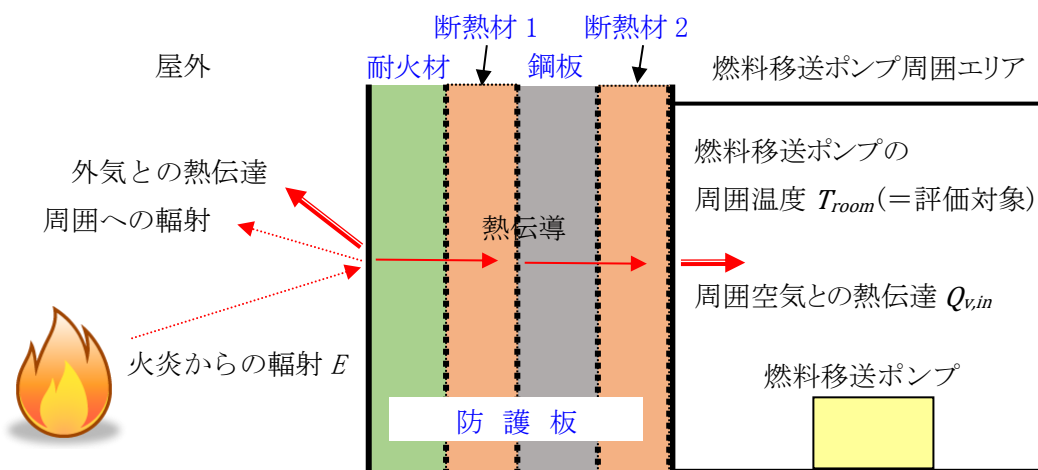 断熱材 1
断熱材 2
屋外
耐火材
鋼板
燃料移送ポンプ周囲エリア
外気との熱伝達
周囲への輻射
熱伝導
燃料移送ポンプの
周囲温度 Troom(＝評価対象)
周囲空気との熱伝達 Qv,in
火炎からの輻射 E
燃料移送ポンプ
防 護 板